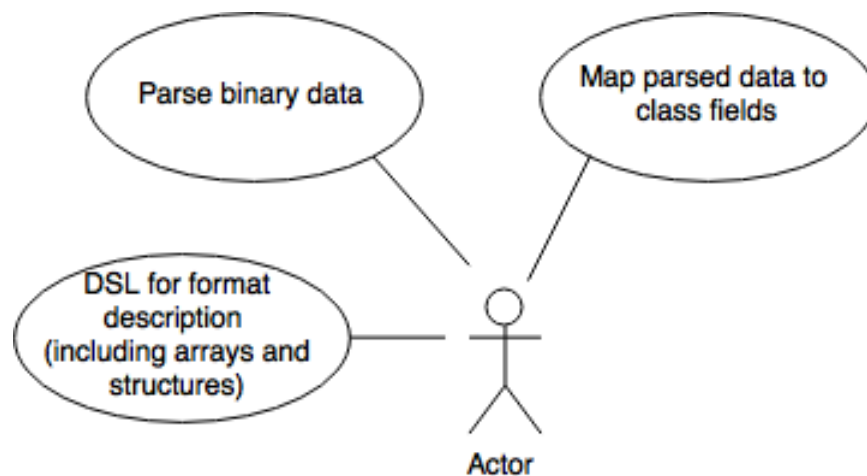 Parse binary data
Map parsed data to
class fields
DSL for format
description
(including arrays and
structures)
Actor